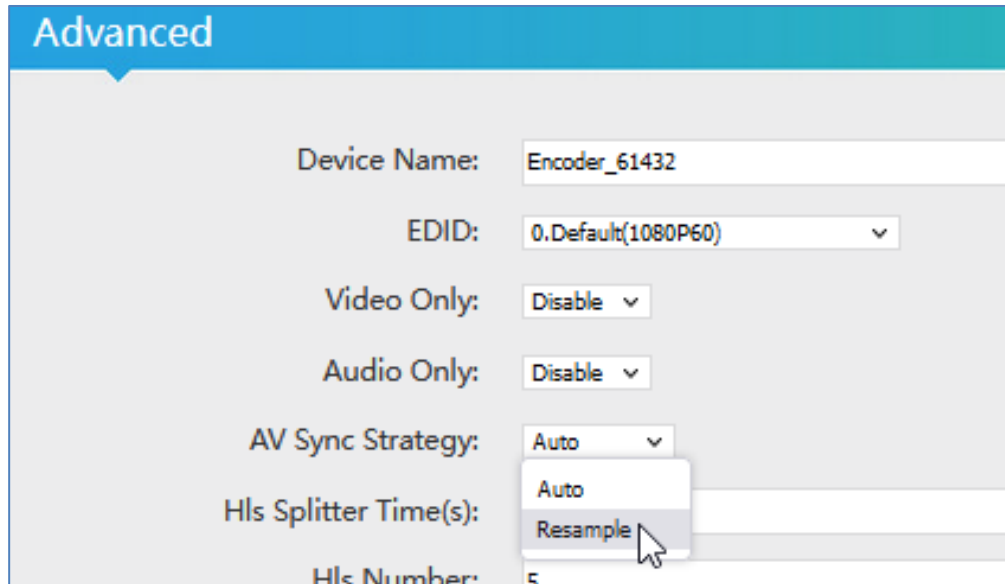 Advanced
Device Name: Encoder_61432
EDID: 0.Default(1080P60)
Video Only: Disable
Audio Only: Disable
AV Sync Strategy: Auto
Auto
Hls Splitter Time(s):
Resample
Hls Number: 5